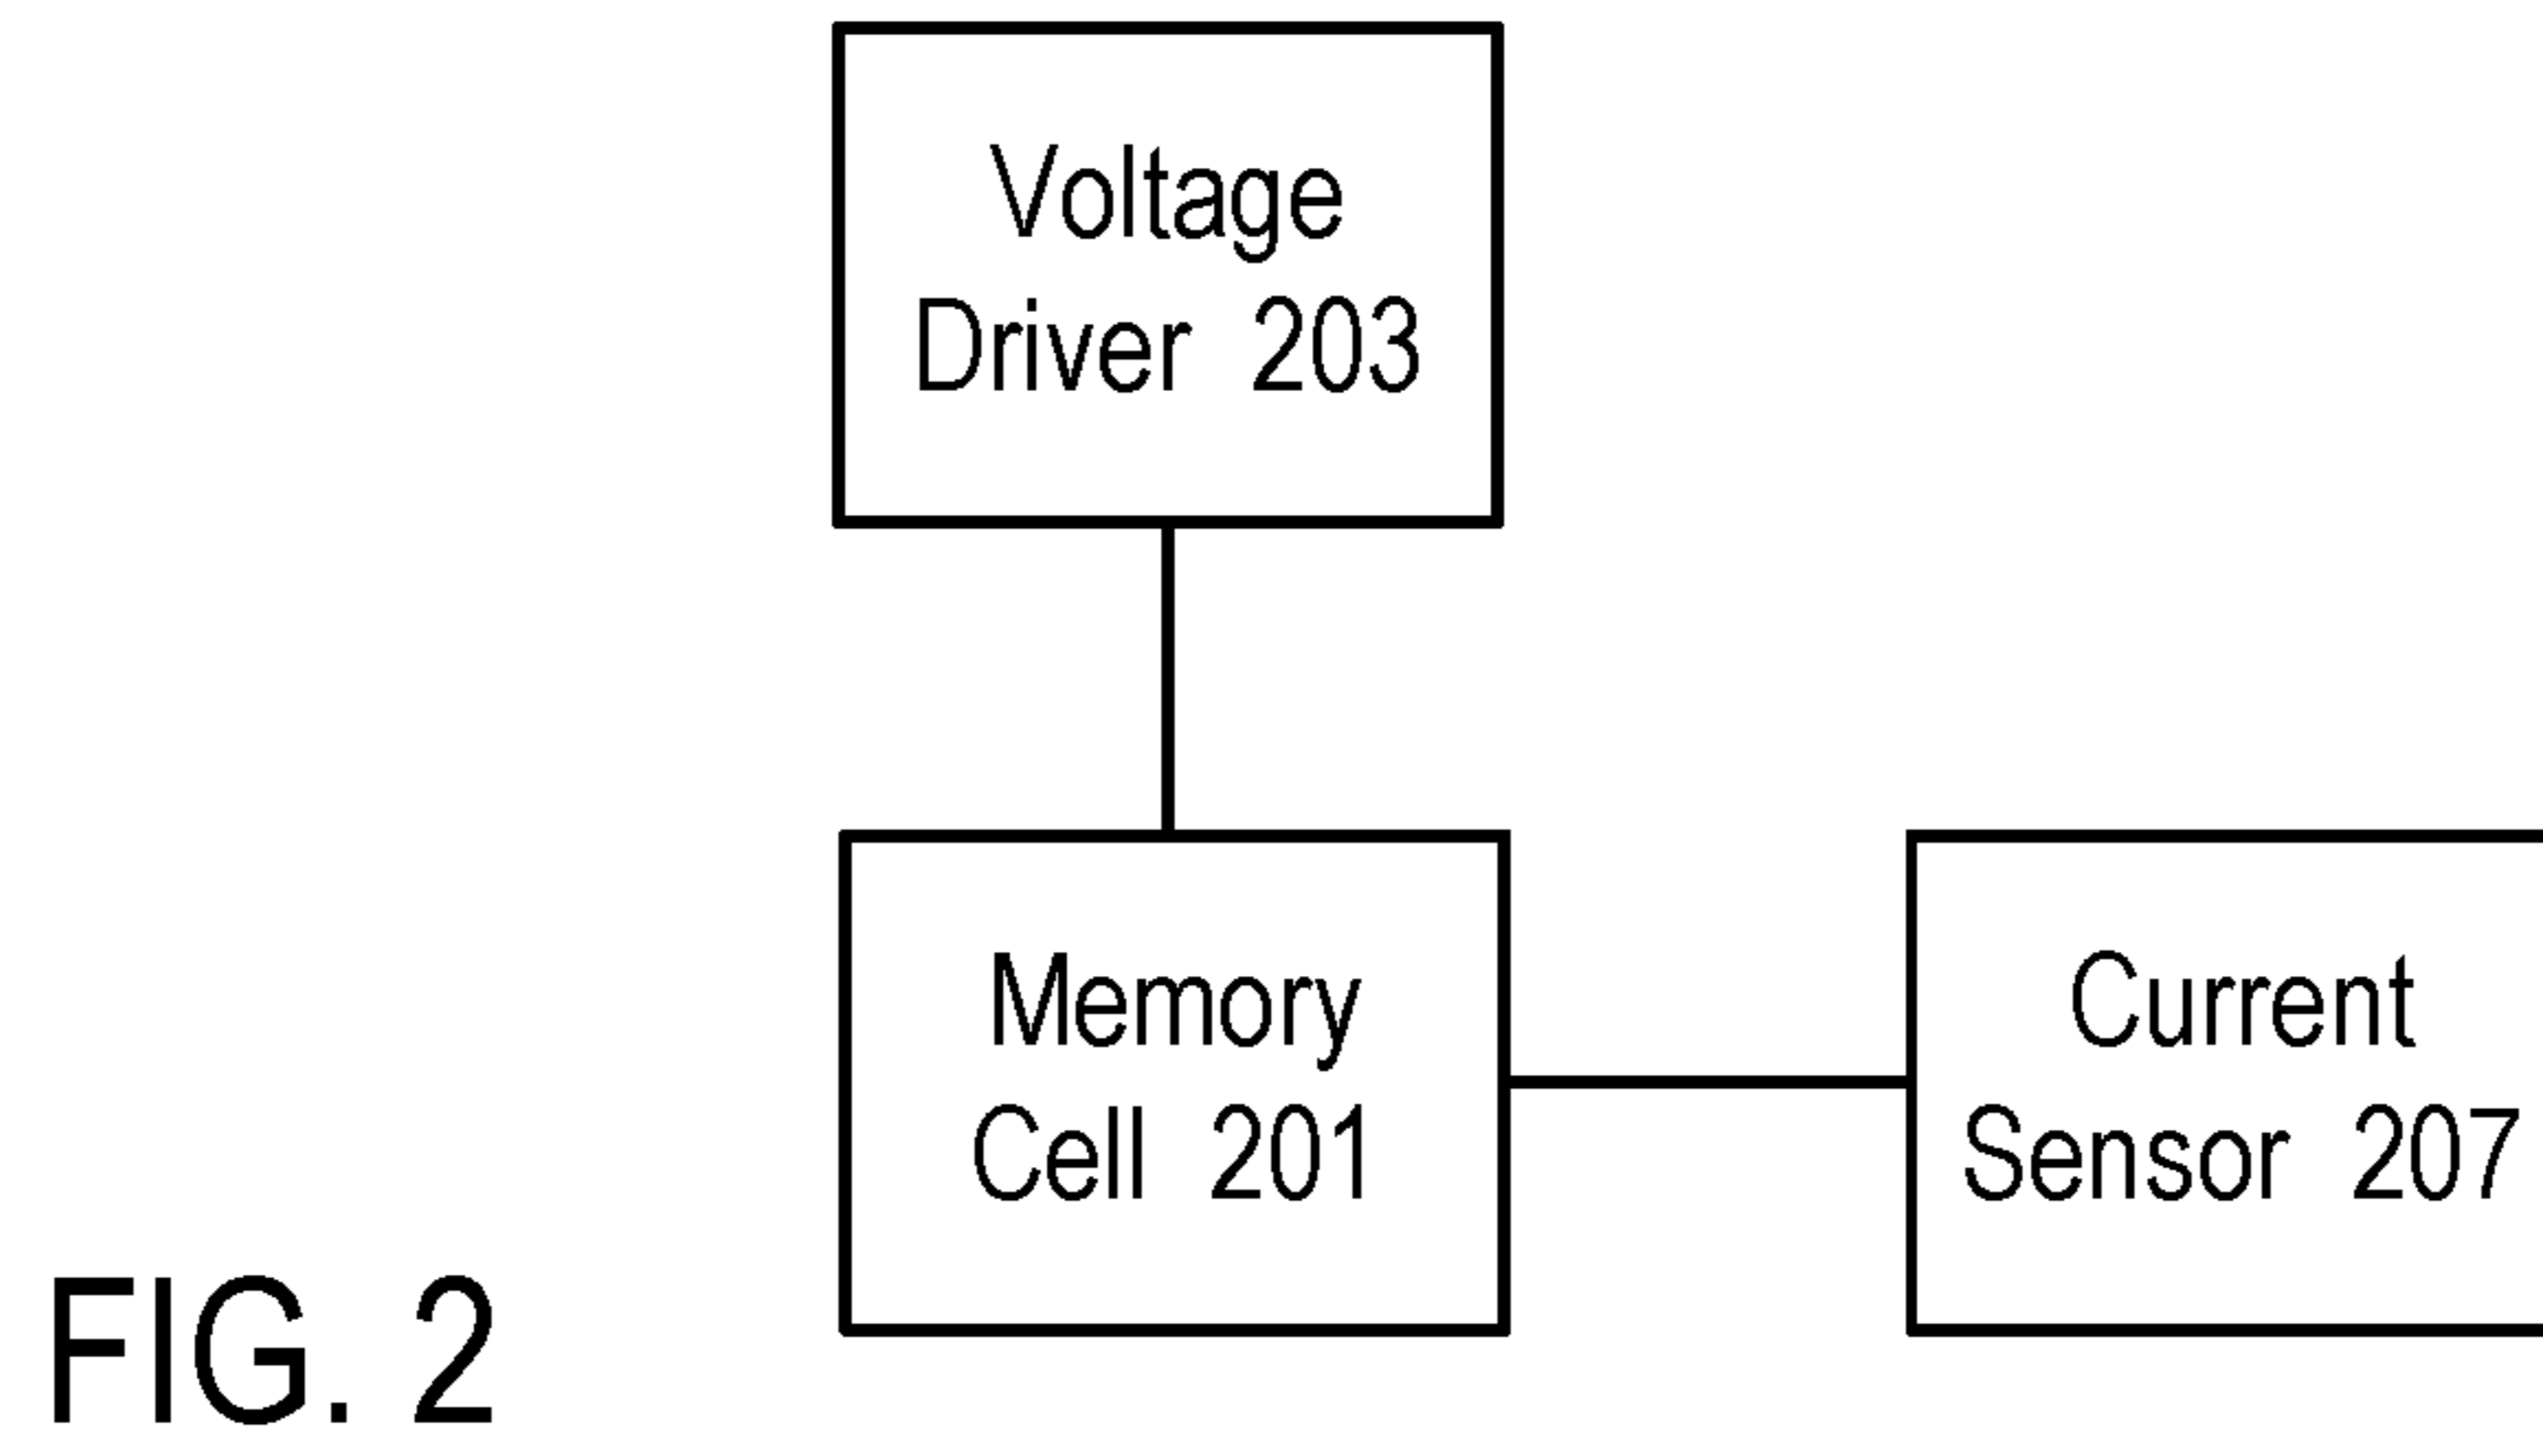 Voltage
Driver 203
Memory
Cell 201
Current
Sensor 207
FIG. 2